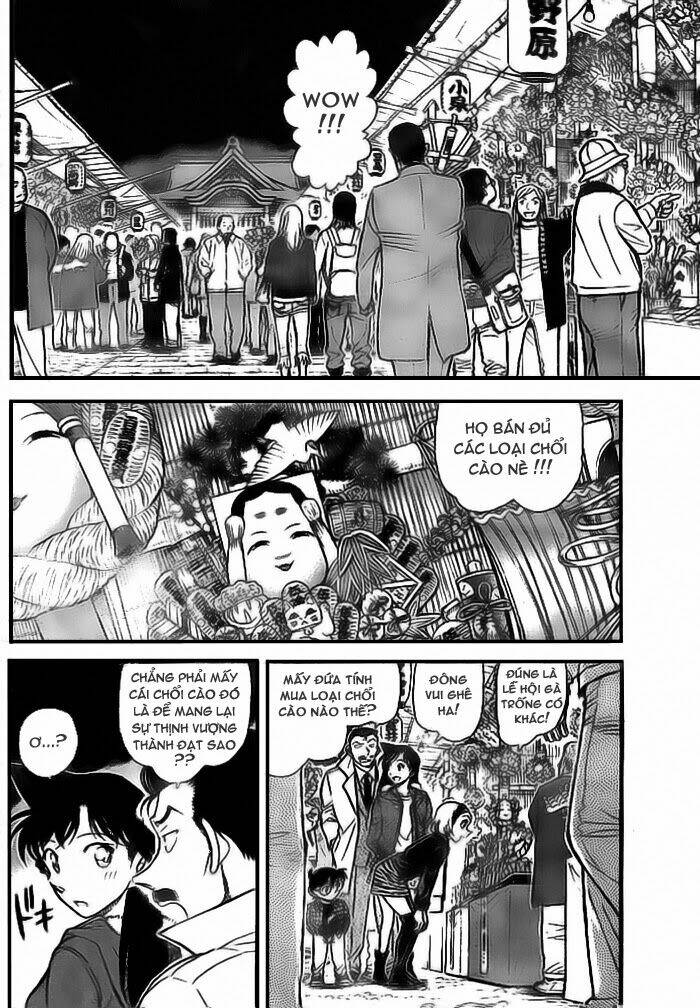 野原
小泉
WOW
!!!
HỌ BÁN ĐỦ
CÁC LOẠI CHỔI
CÀO NÈ !!!
ĐÚNG LÀ
LỄ HỘI GÀ
TRỐNG CÓ
KHÁC!
ĐÔNG
VUI GHÊ
HA!
MẤY ĐỨA TÍNH
MUA LOẠI CHỔI
CÀO NÀO THẾ?
CHẲNG PHẢI MẤY
CÁI CHỔI CÀO ĐÓ
LÀ ĐỂ MANG LẠI
SỰ THỊNH VƯỢNG
THÀNH ĐẠT SAO
??
Ơ...?
ドキ